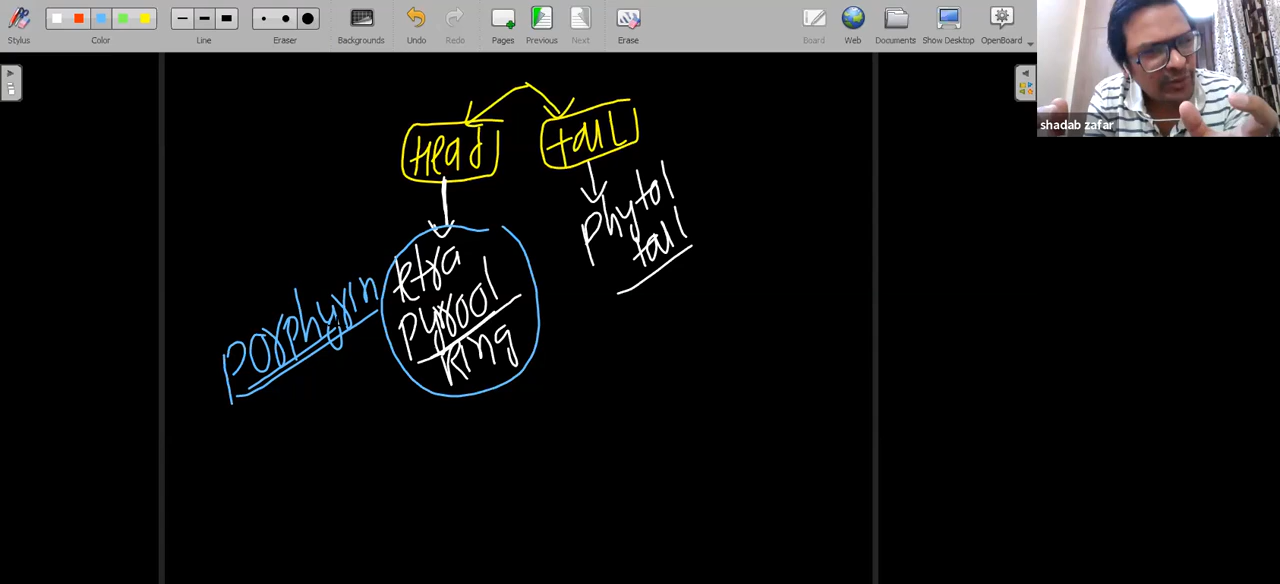 Stylus
Color
Line
Eraser
Backgrounds
Undo
Redo
Pages
Previous
Next
Erase
Board
Web
Documents
Show Desktop
OpenBoard
shadab zafar
Head
tail
Phytol
tail
tetra
pyrool
Ring
porphyrin